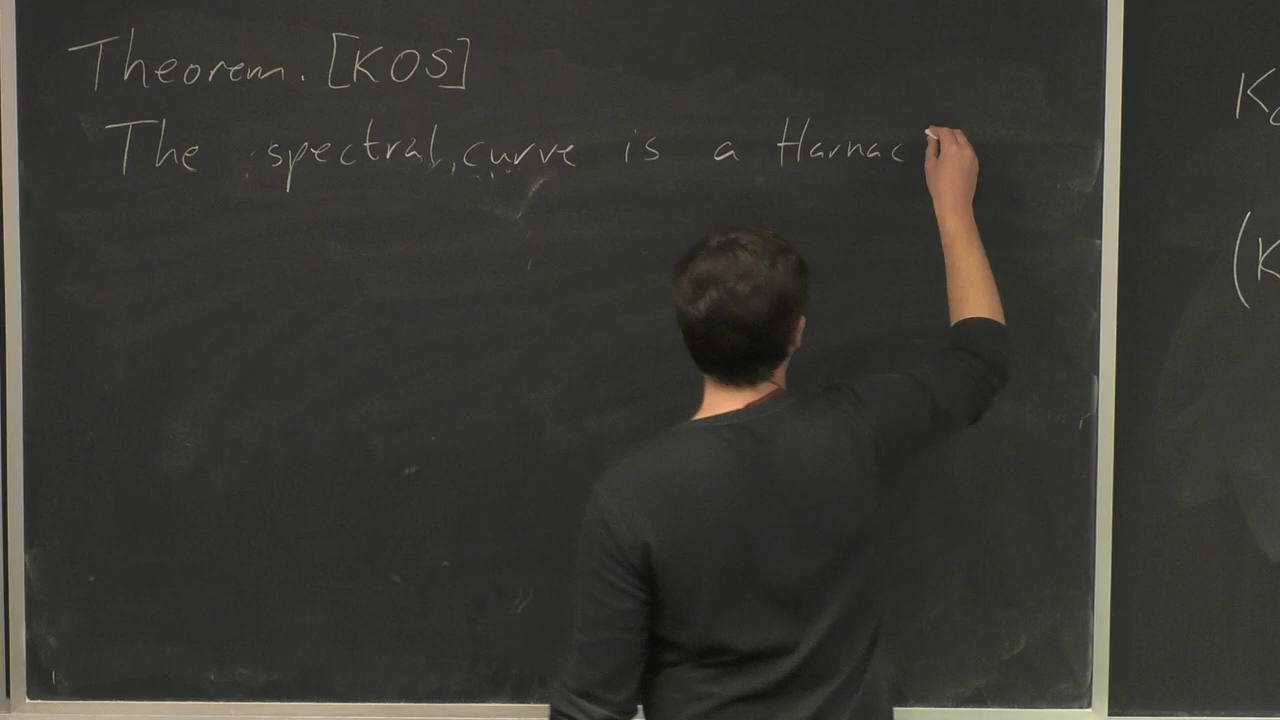 Theorem. [KOS]
The spectral curve is a Harnac
K
(K